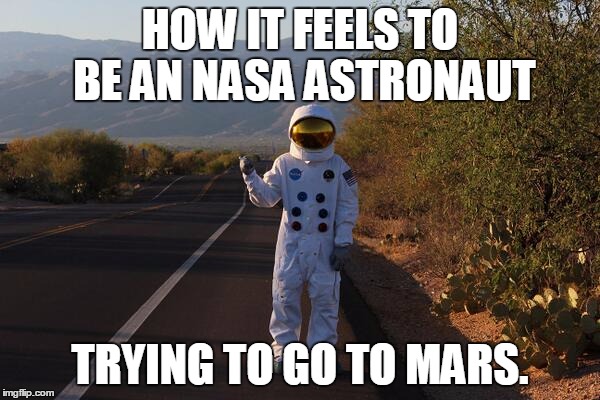 HOW IT FEELS TO
BE AN NASA ASTRONAUT
TRYING TO GO TO MARS.
imgflip.com